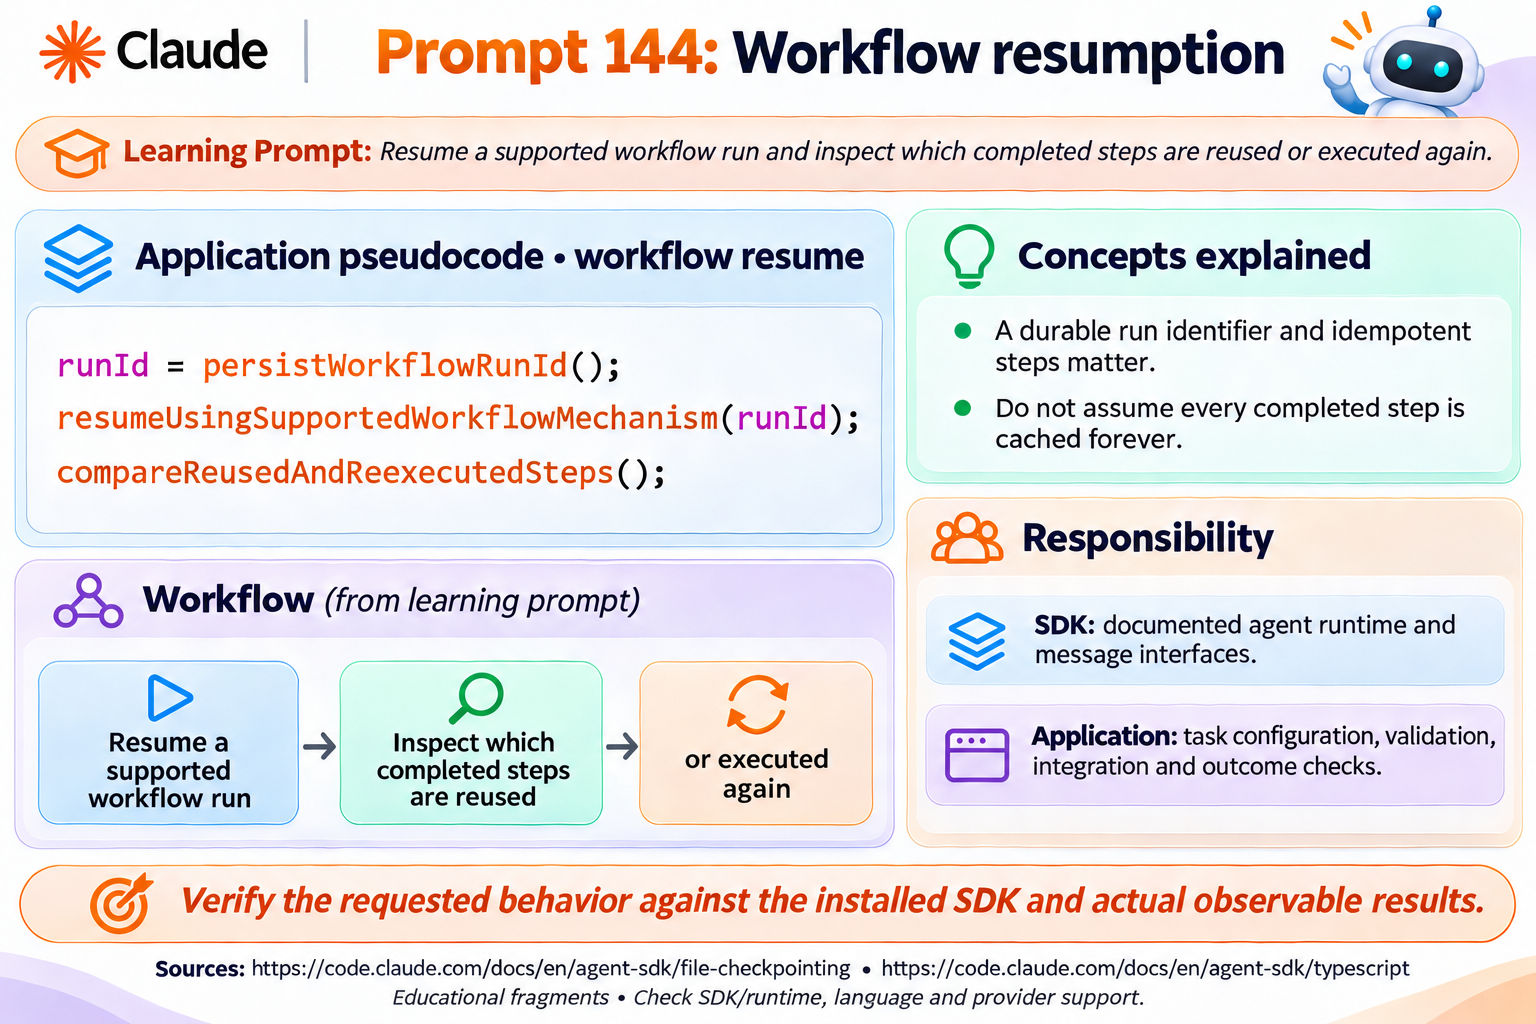 Claude
Prompt 144: Workflow resumption
Learning Prompt: Resume a supported workflow run and inspect which completed steps are reused or executed again.
Application pseudocode • workflow resume
runId = persistWorkflowRunId();
resumeUsingSupportedWorkflowMechanism(runId);
compareReusedAndReexecutedSteps();
Concepts explained
A durable run identifier and idempotent
steps matter.
Do not assume every completed step is
cached forever.
Workflow (from learning prompt)
Resume a
supported
workflow run
Inspect which
completed steps
are reused
or executed
again
Responsibility
SDK: documented agent runtime and
message interfaces.
Application: task configuration, validation,
integration and outcome checks.
Verify the requested behavior against the installed SDK and actual observable results.
Sources: https://code.claude.com/docs/en/agent-sdk/file-checkpointing • https://code.claude.com/docs/en/agent-sdk/typescript
Educational fragments • Check SDK/runtime, language and provider support.